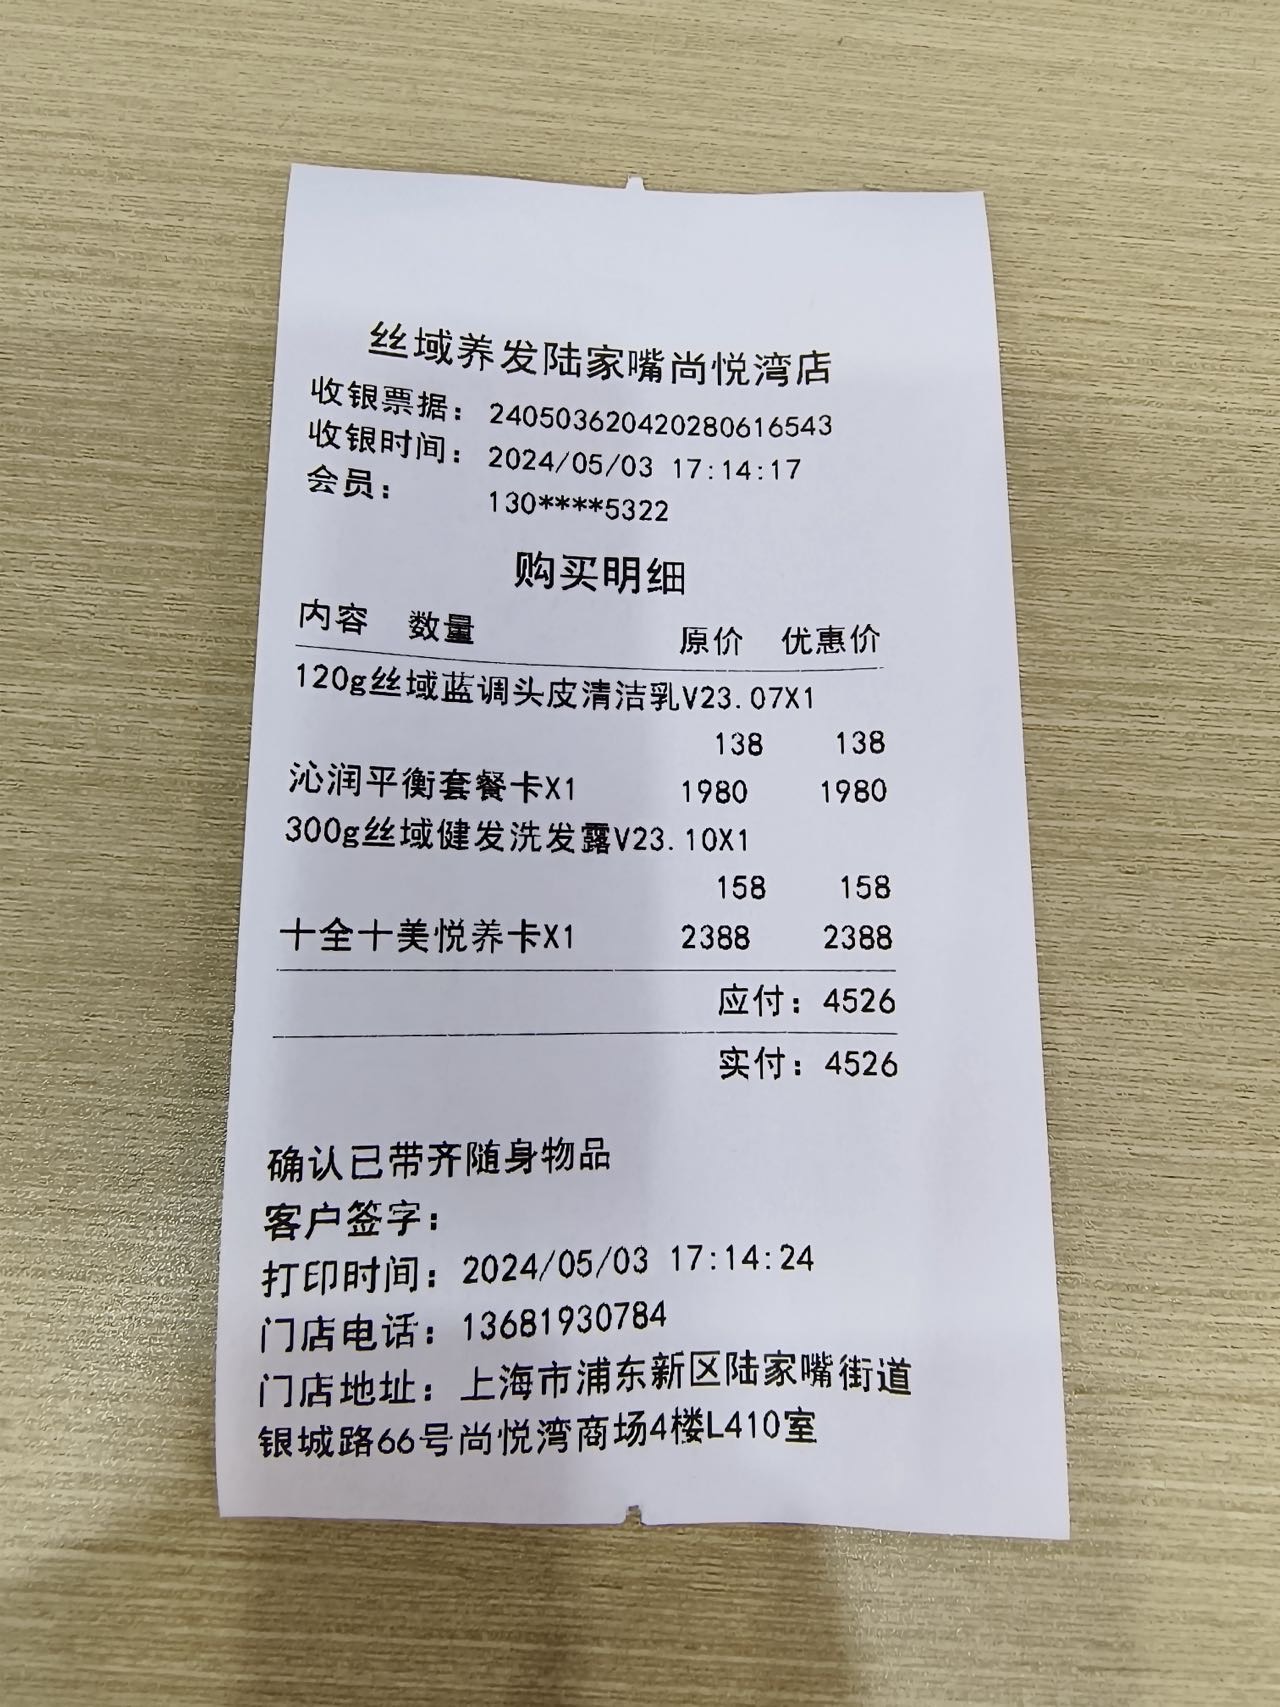 丝域养发陆家嘴尚悦湾店
收银票据： 240503620420280616543
收银时间： 2024/05/03 17:14:17
会员： 130****5322
购买明细
内容 数量 原价 优惠价
120g丝域蓝调头皮清洁乳V23.07X1
138 138
沁润平衡套餐卡X1 1980 1980
300g丝域健发洗发露V23.10X1
158 158
十全十美悦养卡X1 2388 2388
应付：4526
实付：4526
确认已带齐随身物品
客户签字：
打印时间：2024/05/03 17:14:24
门店电话：13681930784
门店地址：上海市浦东新区陆家嘴街道
银城路66号尚悦湾商场4楼L410室